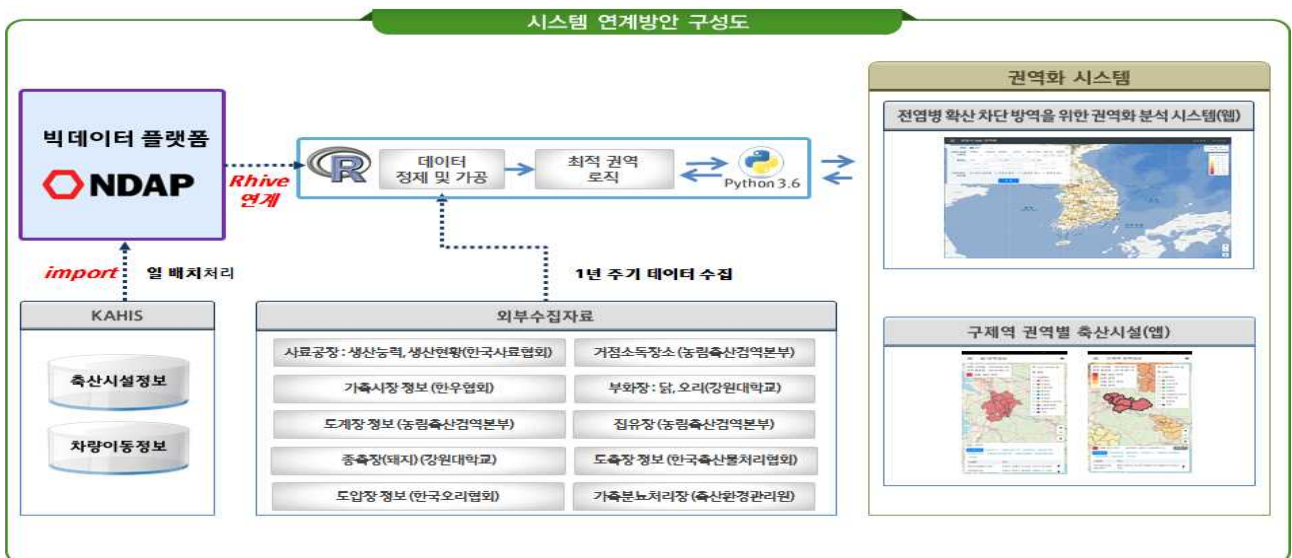 시스템 연계방안 구성도
빅데이터 플랫폼
NDAP
Rhive
연계
R
데이터
정제 및 가공
최적 권역
로직
Python 3.6
import
일 배치처리
1년 주기 데이터 수집
KAHIS
축산시설정보
차량이동정보
외부수집자료
사료공장 : 생산능력, 생산현황(한국사료협회)
거점소독장소 (농림축산검역본부)
가축시장 정보 (한우협회)
부화장 : 닭, 오리(강원대학교)
도계장 정보 (농림축산검역본부)
집유장 (농림축산검역본부)
종축장(돼지) (강원대학교)
도축장 정보 (한국축산물처리협회)
도압장 정보 (한국오리협회)
가축분뇨처리장 (축산환경관리원)
권역화 시스템
전염병 확산 차단 방역을 위한 권역화 분석 시스템(웹)
구제역 권역별 축산시설(앱)